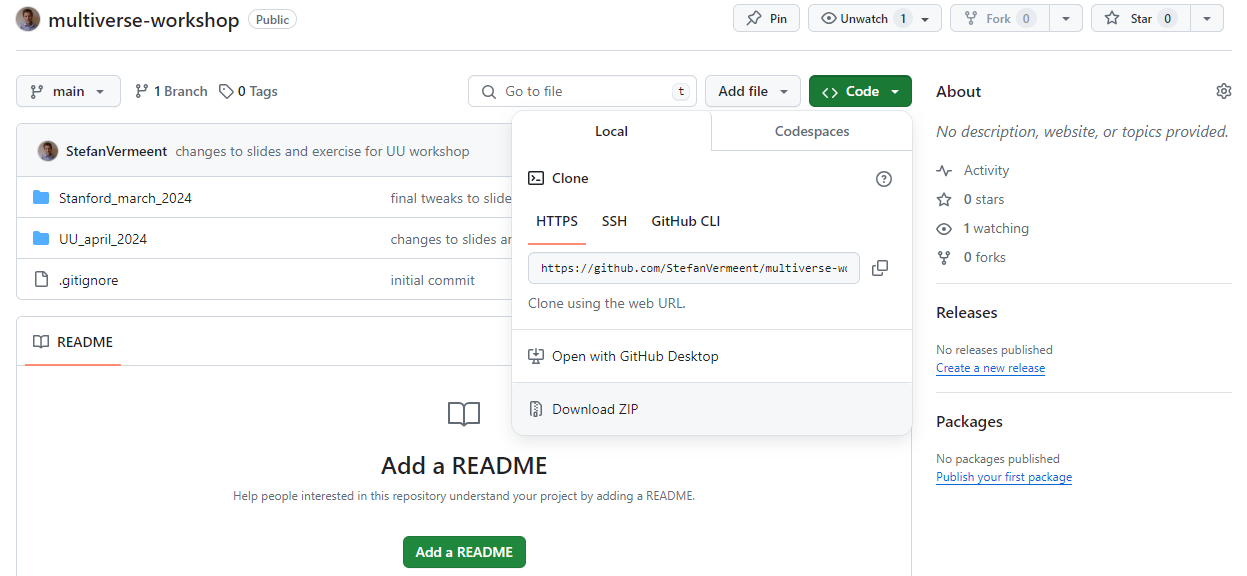 multiverse-workshop Public
Pin
Unwatch 1
Fork 0
Star 0
main
1 Branch
0 Tags
Go to file t
Add file
Code
StefanVermeent changes to slides and exercise for UU workshop
Stanford_march_2024 final tweaks to slide
UU_april_2024 changes to slides an
.gitignore initial commit
README
Add a README
Help people interested in this repository understand your project by adding a README.
Add a README
Local
Codespaces
Clone
HTTPS SSH GitHub CLI
https://github.com/StefanVermeent/multiverse-wo
Clone using the web URL.
Open with GitHub Desktop
Download ZIP
About
No description, website, or topics provided.
Activity
0 stars
1 watching
0 forks
Releases
No releases published
Create a new release
Packages
No packages published
Publish your first package